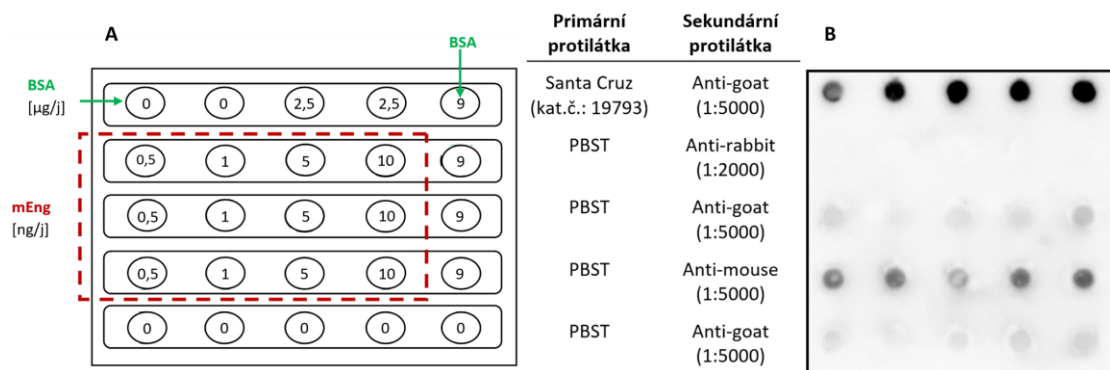 A
BSA
BSA
[µg/j]
0 0 2,5 2,5 9
0,5 1 5 10 9
mEng
[ng/j]
0,5 1 5 10 9
0,5 1 5 10 9
0 0 0 0 0
Primární
protilátka
Sekundární
protilátka
Santa Cruz
(kat.č.: 19793)
Anti-goat
(1:5000)
PBST
Anti-rabbit
(1:2000)
PBST
Anti-goat
(1:5000)
PBST
Anti-mouse
(1:5000)
PBST
Anti-goat
(1:5000)
B